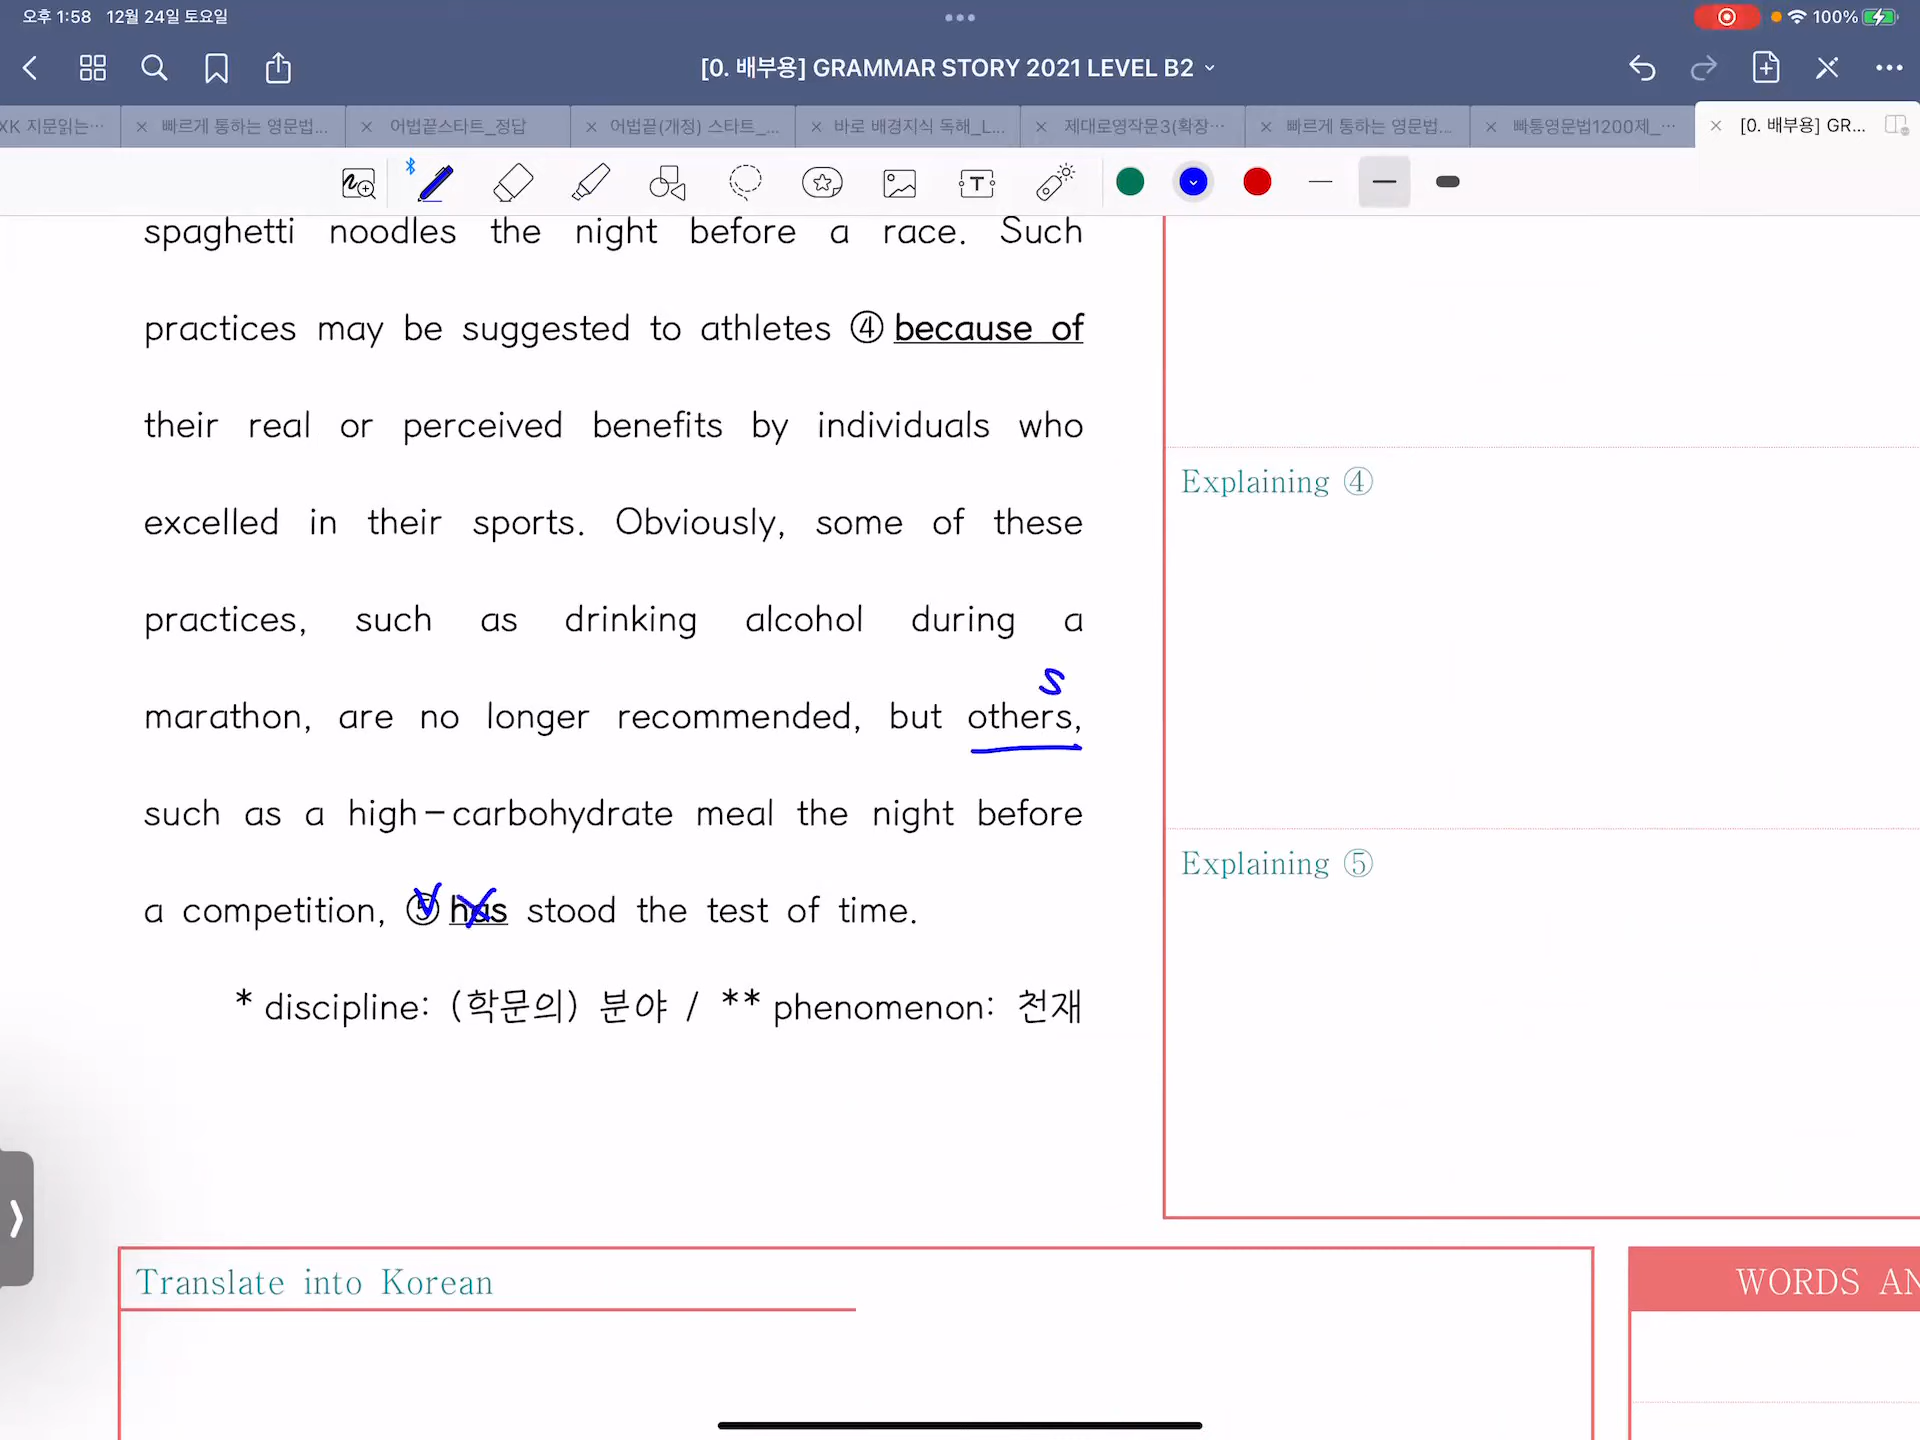 오후 1:58 12월 24일 토요일
100%
[0. 배부용] GRAMMAR STORY 2021 LEVEL B2
XK 지문읽는…
빠르게 통하는 영문법...
어법끝스타트_정답
어법끝(개정) 스타트_...
바로 배경지식 독해_L...
제대로영작문3(확장…
빠르게 통하는 영문법...
빠통영문법1200제_…
[0. 배부용] GR...
spaghetti noodles the night before a race. Such
practices may be suggested to athletes ④ because of
their real or perceived benefits by individuals who
excelled in their sports. Obviously, some of these
practices, such as drinking alcohol during a
s
marathon, are no longer recommended, but others,
such as a high-carbohydrate meal the night before
a competition, ⑤ has stood the test of time.
* discipline: (학문의) 분야 / ** phenomenon: 천재
Explaining ④
Explaining ⑤
Translate into Korean
WORDS AN